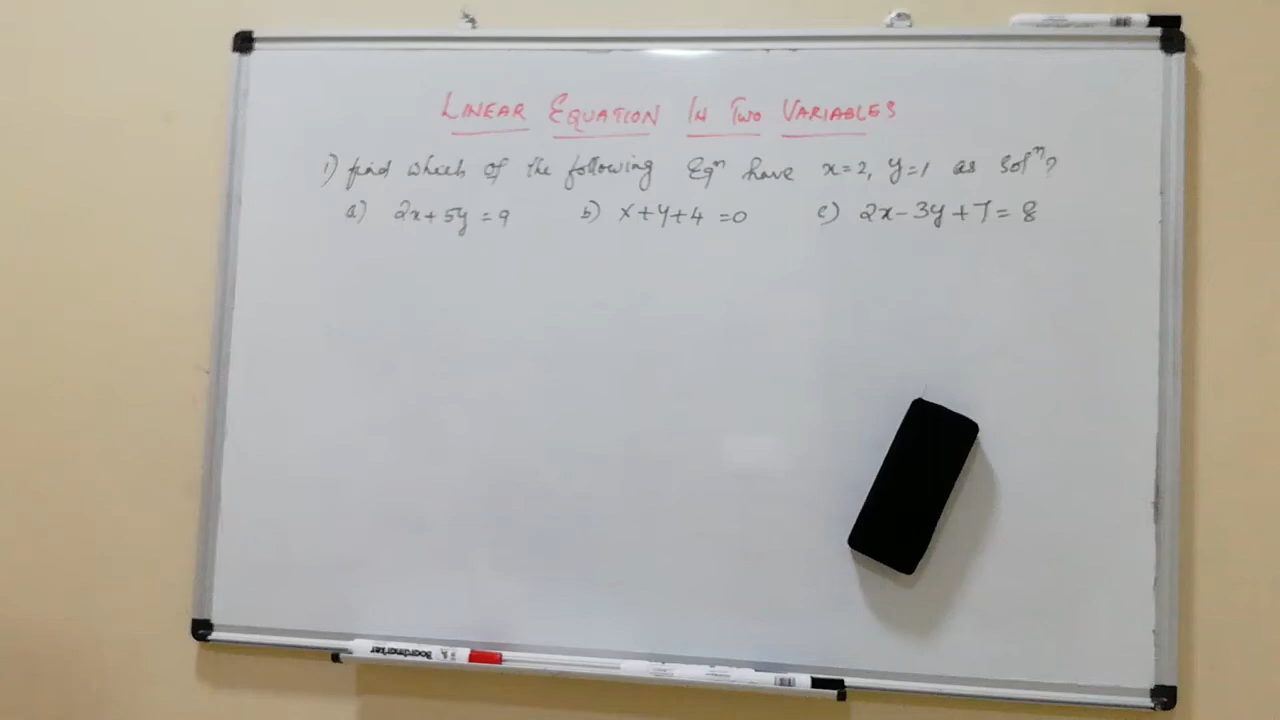 LINEAR EQUATION IN TWO VARIABLES
1) find which of the following Eqⁿ have x=2, y=1 as Solⁿ?
a) 2x+5y=9 b) x+y+4=0 c) 2x-3y+7=8
Boardmarker